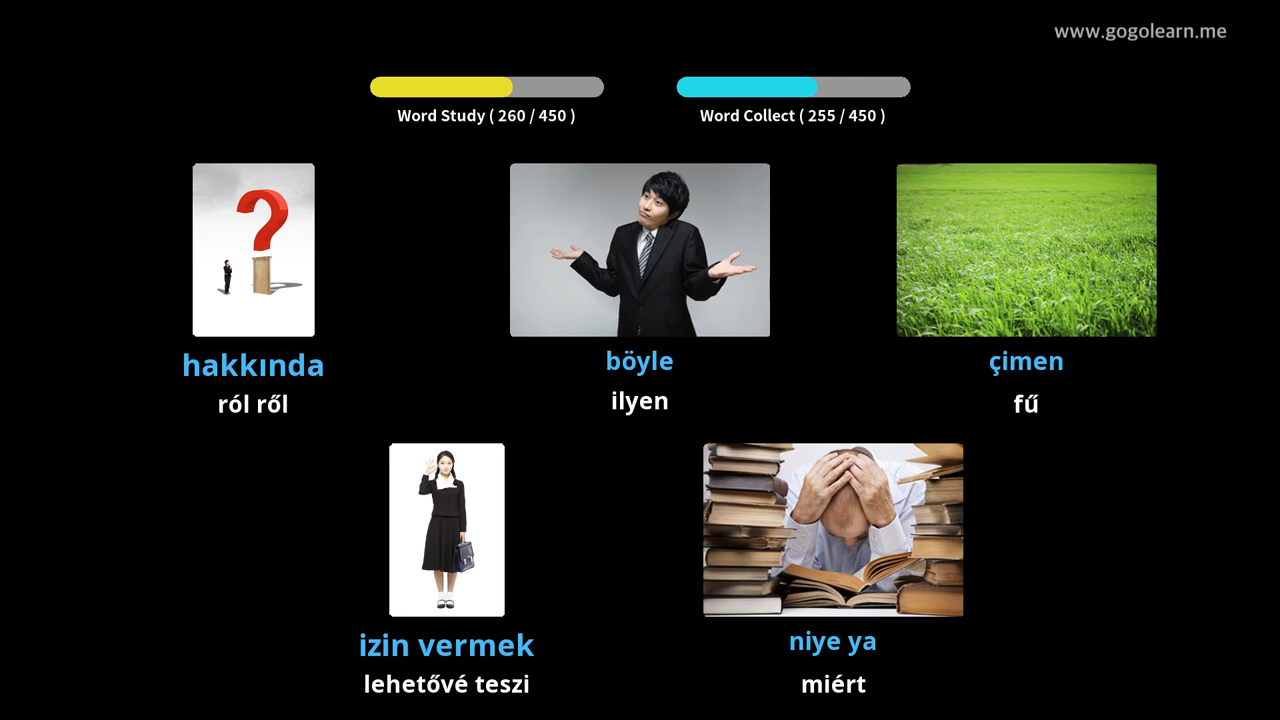 www.gogolearn.me
Word Study ( 260 / 450 )
Word Collect ( 255 / 450 )
hakkında
ról ről
böyle
ilyen
çimen
fű
izin vermek
lehetővé teszi
niye ya
miért